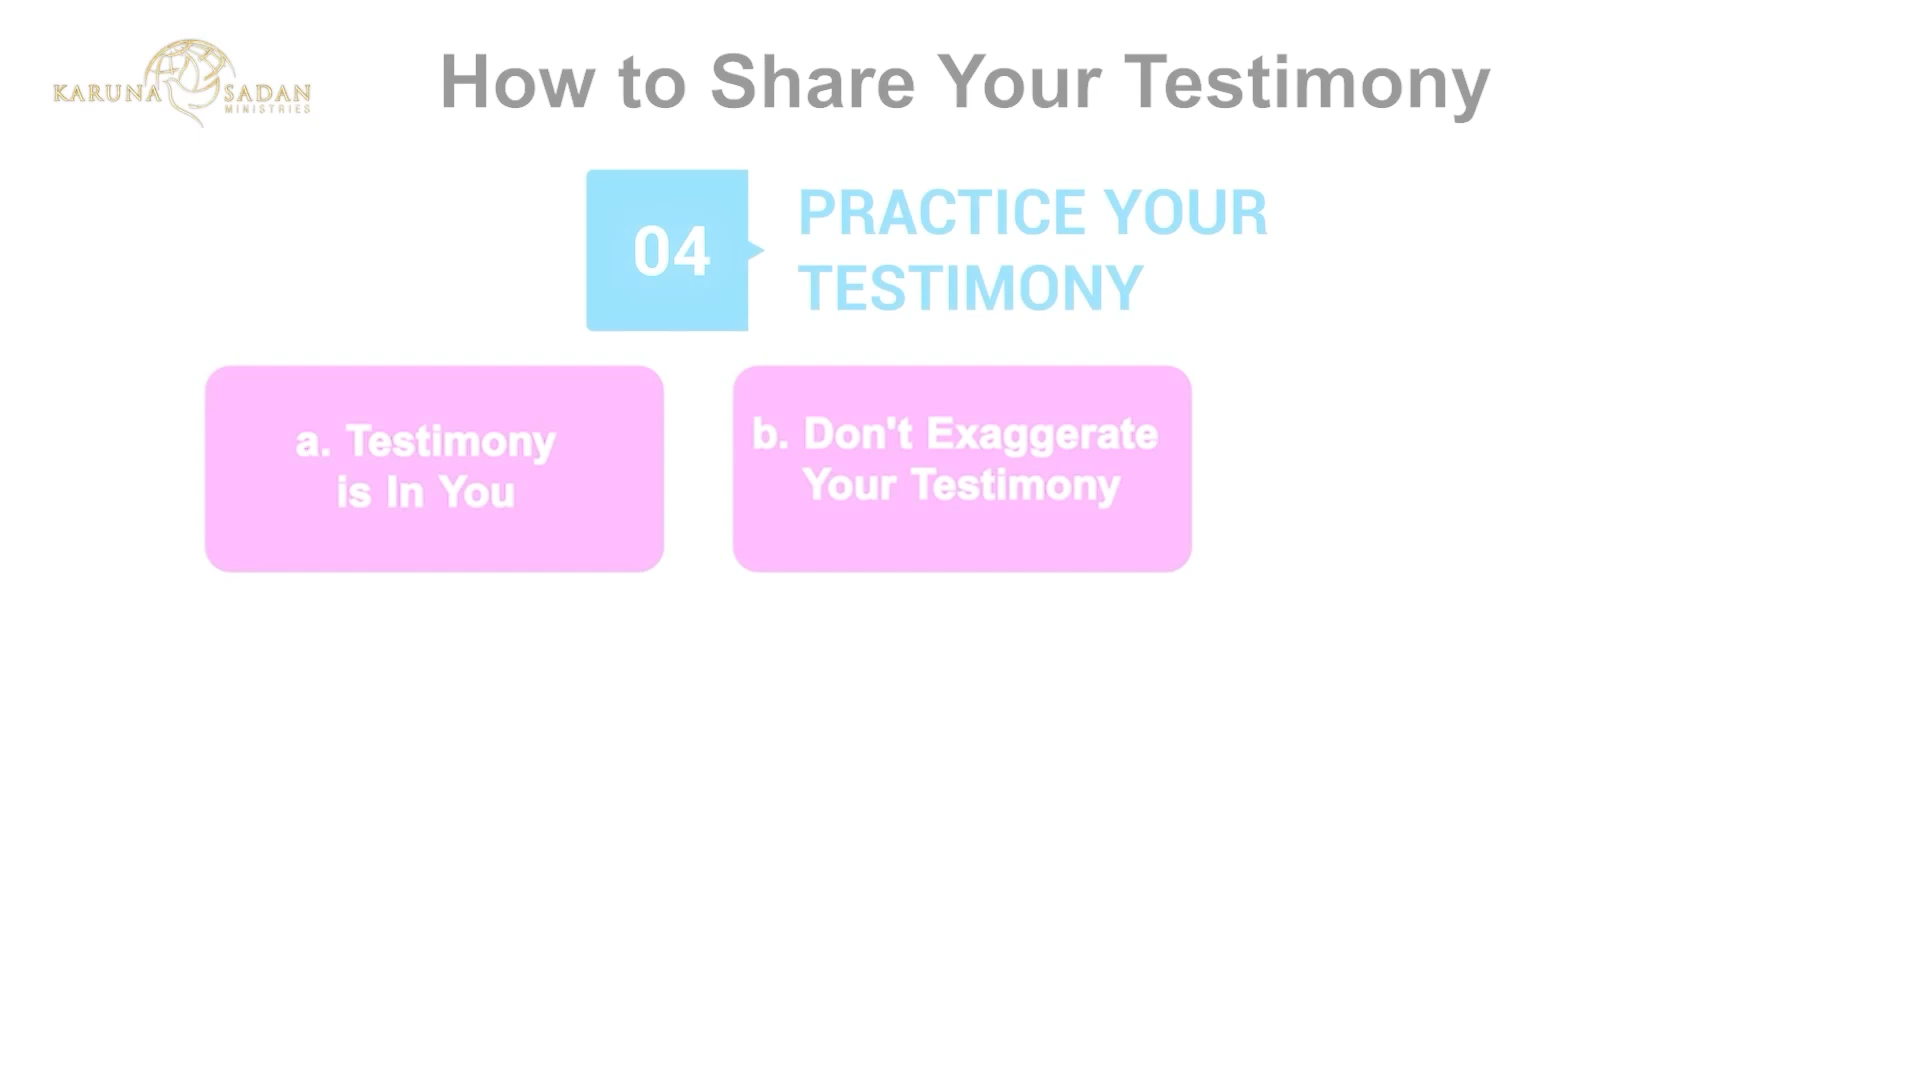 KARUNA SADAN
MINISTRIES
How to Share Your Testimony
04
PRACTICE YOUR
TESTIMONY
a. Testimony
is In You
b. Don't Exaggerate
Your Testimony